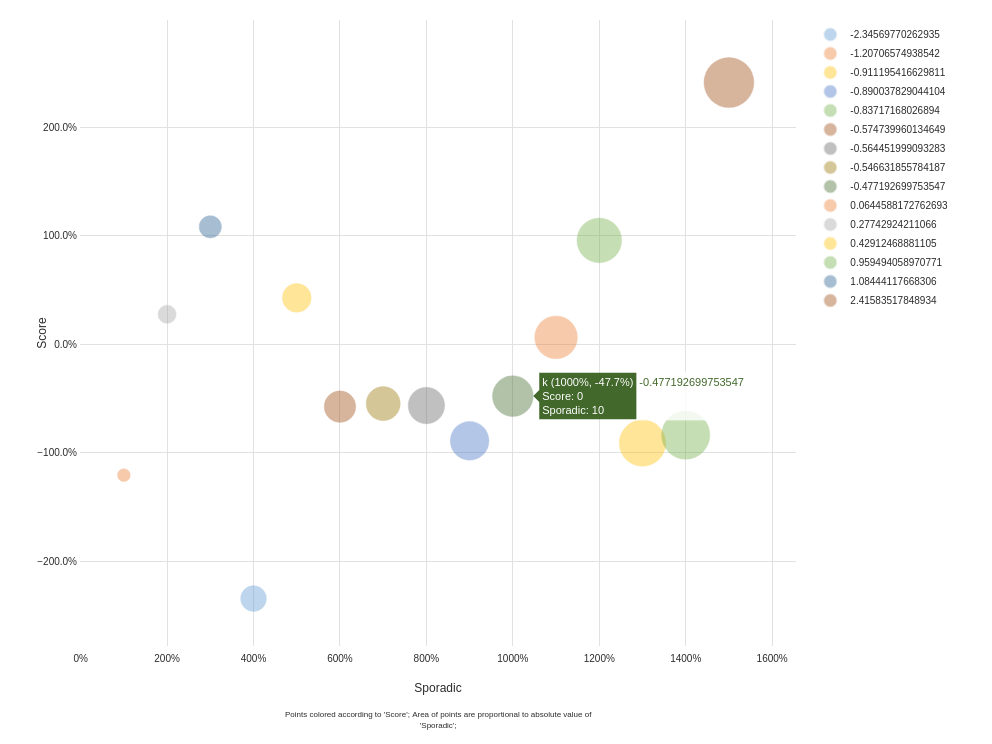 -2.34569770262935
-1.20706574938542
-0.911195416629811
-0.890037829044104
-0.83717168026894
-0.574739960134649
-0.564451999093283
-0.546631855784187
-0.477192699753547
0.0644588172762693
0.27742924211066
0.42912468881105
0.959494058970771
1.08444117668306
2.41583517848934
200.0%
100.0%
0.0%
−100.0%
−200.0%
Score
k (1000%, -47.7%) -0.477192699753547
Score: 0
Sporadic: 10
0% 200% 400% 600% 800% 1000% 1200% 1400% 1600%
Sporadic
Points colored according to 'Score'; Area of points are proportional to absolute value of
'Sporadic';